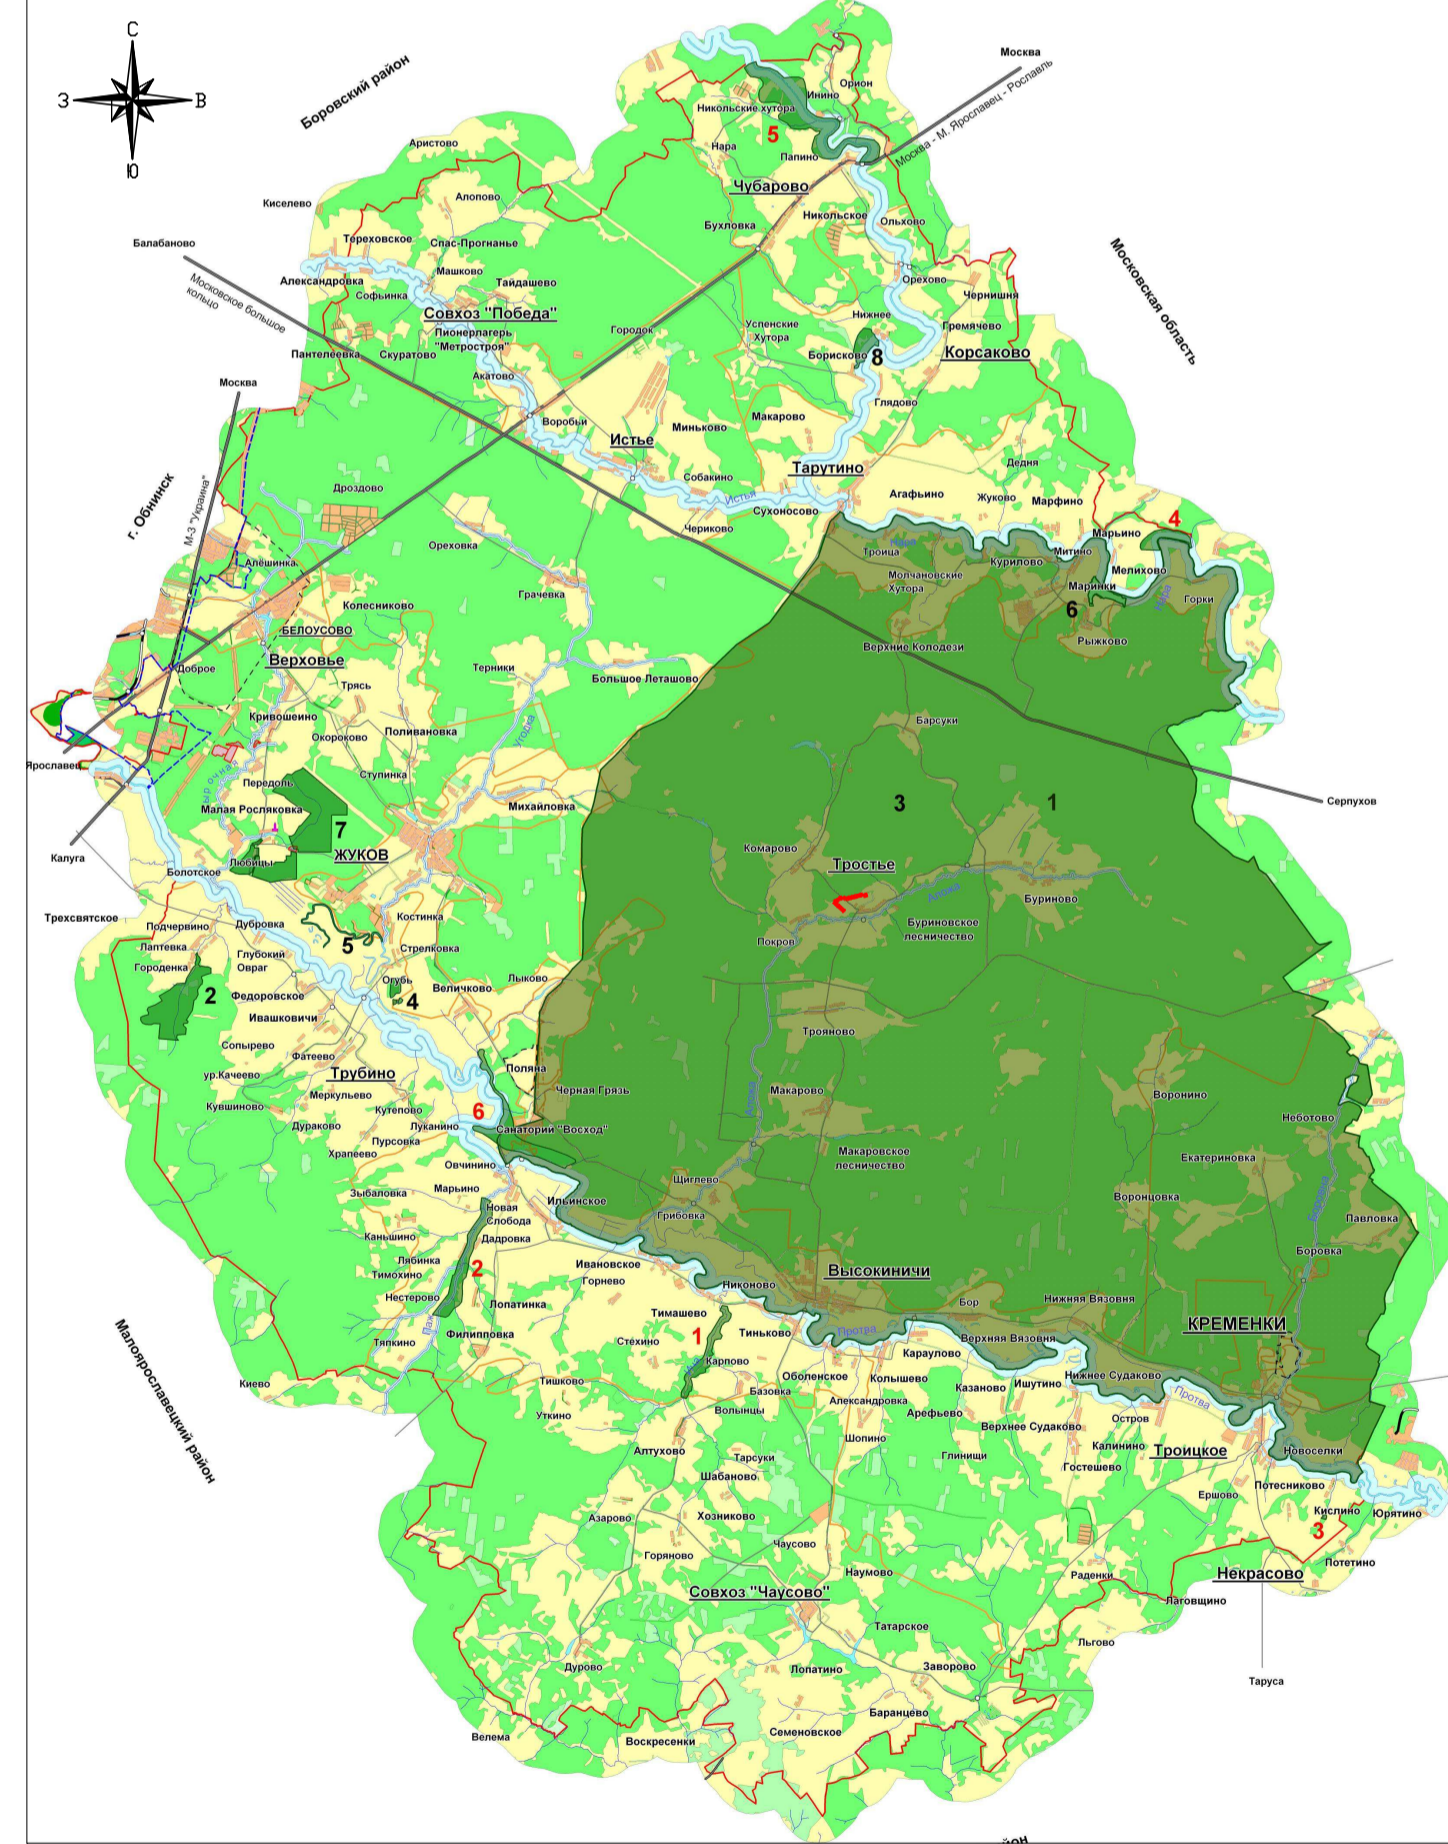 С
З
В
Ю
Москва
Боровский район
Орион
Инино
Никольские хутора
5
Москва - М. Ярославец - Рославль
Аристово
Нара
Папино
Чубарово
Киселево
Алопово
Никольское
Ольхово
Бухловка
Балабаново
Тереховское
Спас-Прогнанье
Московская область
Машково
Александровка
Тайдашево
Орехово
Софьинка
Чернишня
Московское большое
кольцо
Совхоз "Победа"
Нижнее
Пионерлагерь
"Метростроя"
Городок
Успенские
Хутора
Гремячево
Пантелеевка
Скуратово
Борисково
8
Корсаково
Акатово
Москва
Глядово
Воробьи
Миньково
Макарово
Истье
Тарутино
Дедня
Собакино
г. Обнинск
М-3 "Украина"
Дроздово
Истья
Агафьино
Жуково
Марфино
Сухоносово
Чериково
4
Марьино
Ореховка
Нара
Троица
Митино
Алёшинка
Курилово
Мелихово
Молчановские
Хутора
Маринки
Грачевка
Нара
Горки
Колесниково
6
БЕЛОУСОВО
Рыжково
Верховье
Верхние Колодези
Доброе
Терники
Большое Леташово
Трясь
Кривошеино
Барсуки
Угодка
Поливановка
Окороково
Ярославец
Ступинка
Передоль
Малая Росляковка
Михайловка
3
1
Серпухов
7
Калуга
ЖУКОВ
Комарово
Любицы
Тростье
Болотское
Аложа
Буриново
Трехсвятское
Костинка
Подчервино
Дубровка
Буриновское
лесничество
Лаптевка
5
Стрелковка
Покров
Глубокий
Овраг
Городенка
Огубь
Лыково
2
Федоровское
4
Величково
Ивашковичи
Трояново
Сопырево
Фатеево
Поляна
Трубино
ур.Качеево
Черная Грязь
Макарово
Меркульево
Воронино
Аложа
Кувшиново
Кутепово
6
Неботово
Дураково
Луканино
Санаторий "Восход"
Пурсовка
Храпеево
Макаровское
лесничество
Екатериновка
Овчинино
Щиглево
Зыбаловка
Марьино
Ильинское
Воронцовка
Боровна
Новая
Слобода
Грибовка
Павловка
Каньшино
Дадровка
Боровка
Лябинка
Ивановское
2
Высокиничи
Тимохино
Горнево
Никоново
Нестерово
Лопатинка
Бор
Нижняя Вязовня
Тимашево
КРЕМЕНКИ
Малоярославецкий район
Филипповка
1
Тиньково
Протва
Тяпкино
Стехино
Верхняя Вязовня
Караулово
Карпово
Киево
Оболенское
Колышево
Нижнее Судаково
Тишково
Казаново
Ишутино
Базовка
Александровка
Протва
Уткино
Волынцы
Арефьево
Остров
Верхнее Судаково
Шопино
Калинино
Алтухово
Троицкое
Новоселки
Тарсуки
Глинищи
Гостешево
Шабаново
Потесниково
Ершово
Азарово
Хозниково
Кислино
Юрятино
3
Чаусово
Горяново
Потетино
Наумово
Раденки
Некрасово
Совхоз "Чаусово"
Лаговщино
Татарское
Льгово
Дурово
Лопатино
Заворово
Таруса
Баранцево
Велема
Воскресенки
Семеновское